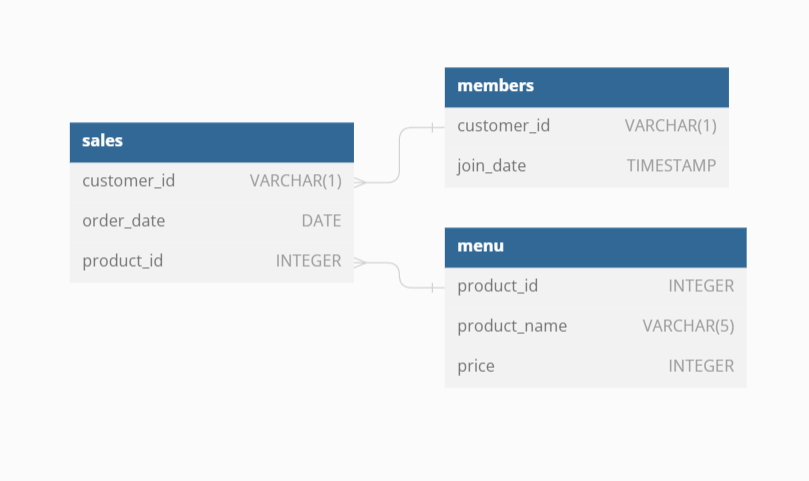 sales
customer_id VARCHAR(1)
order_date DATE
product_id INTEGER
members
customer_id VARCHAR(1)
join_date TIMESTAMP
menu
product_id INTEGER
product_name VARCHAR(5)
price INTEGER